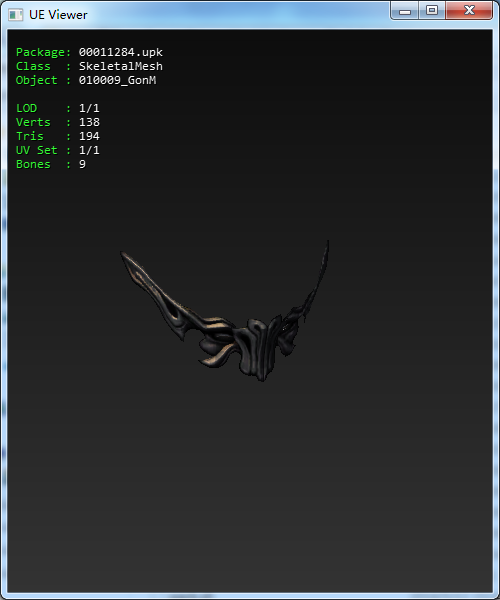 UE Viewer
Package: 00011284.upk
Class : SkeletalMesh
Object : 010009_GonM
LOD : 1/1
Verts : 138
Tris : 194
UV Set : 1/1
Bones : 9